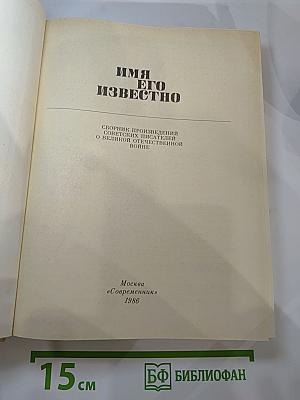 ИМЯ
ЕГО
ИЗВЕСТНО
СБОРНИК ПРОИЗВЕДЕНИЙ
СОВЕТСКИХ ПИСАТЕЛЕЙ
О ВЕЛИКОЙ ОТЕЧЕСТВЕННОЙ
ВОЙНЕ
Москва
«Современник»
1986
15 см
БФ БИБЛИОФАН